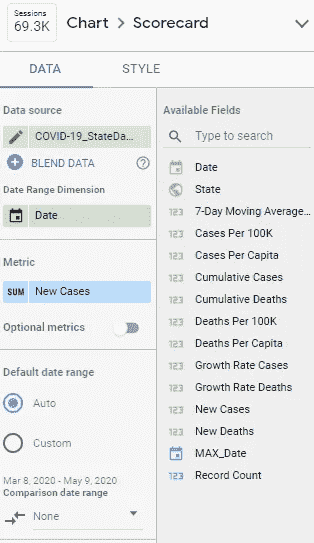 Sessions
69.3K
Chart > Scorecard
DATA
STYLE
Data source
COVID-19_StateDa...
BLEND DATA
Date Range Dimension
Date
Metric
SUM New Cases
Optional metrics
Default date range
Auto
Custom
Mar 8, 2020 - May 9, 2020
Comparison date range
None
Available Fields
Type to search
Date
State
123 7-Day Moving Average...
123 Cases Per 100K
123 Cases Per Capita
123 Cumulative Cases
123 Cumulative Deaths
123 Deaths Per 100K
123 Deaths Per Capita
123 Growth Rate Cases
123 Growth Rate Deaths
123 New Cases
123 New Deaths
MAX_Date
123 Record Count